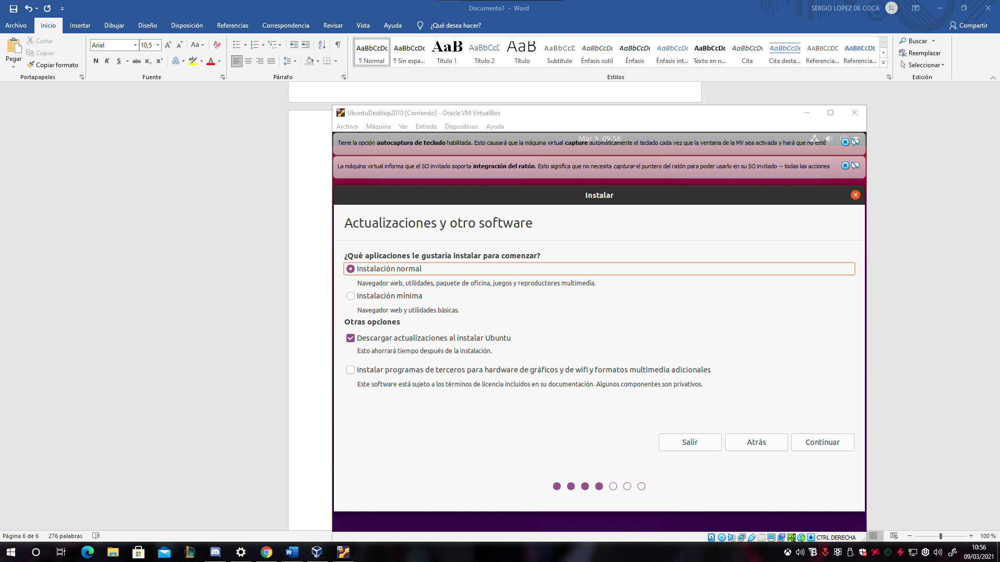 Documento1 - Word
SERGIO LOPEZ DE COCA
SL
Archivo Inicio Insertar Dibujar Diseño Disposición Referencias Correspondencia Revisar Vista Ayuda ¿Qué desea hacer?
Compartir
Pegar
Cortar
Copiar
Copiar formato
Portapapeles
Arial 10,5
N K S abc x₂ x²
Fuente
Párrafo
AaBbCcDc AaBbCcDc AaB AaBbCcD AaB AaBbCcD AaBbCcDc AaBbCcDc AaBbCcDc AaBbCcDc AaBbCcDc AaBbCcDc AABBCCDE AABBCCDE
¶ Normal ¶ Sin espa... Título 1 Título 2 Título Subtítulo Énfasis sutil Énfasis Énfasis int... Texto en n... Cita Cita desta... Referencia... Referencia...
Estilos
Buscar
Reemplazar
Seleccionar
Edición
UbuntuDesktop2010 [Corriendo] - Oracle VM VirtualBox
Archivo Máquina Ver Entrada Dispositivos Ayuda
Mar 9 09:56
Tiene la opción autocaptura de teclado habilitada. Esto causará que la máquina virtual capture automáticamente el teclado cada vez que la ventana de la MV sea activada y hará que no esté
La máquina virtual informa que el SO invitado soporta integración del ratón. Esto significa que no necesita capturar el puntero del ratón para poder usarlo en su SO invitado -- todas las acciones
Instalar
Actualizaciones y otro software
¿Qué aplicaciones le gustaría instalar para comenzar?
Instalación normal
Navegador web, utilidades, paquete de oficina, juegos y reproductores multimedia.
Instalación mínima
Navegador web y utilidades básicas.
Otras opciones
Descargar actualizaciones al instalar Ubuntu
Esto ahorrará tiempo después de la instalación.
Instalar programas de terceros para hardware de gráficos y de wifi y formatos multimedia adicionales
Este software está sujeto a los términos de licencia incluidos en su documentación. Algunos componentes son privativos.
Salir Atrás Continuar
CTRL DERECHA
Página 6 de 6 276 palabras
100 %
10:56
09/03/2021